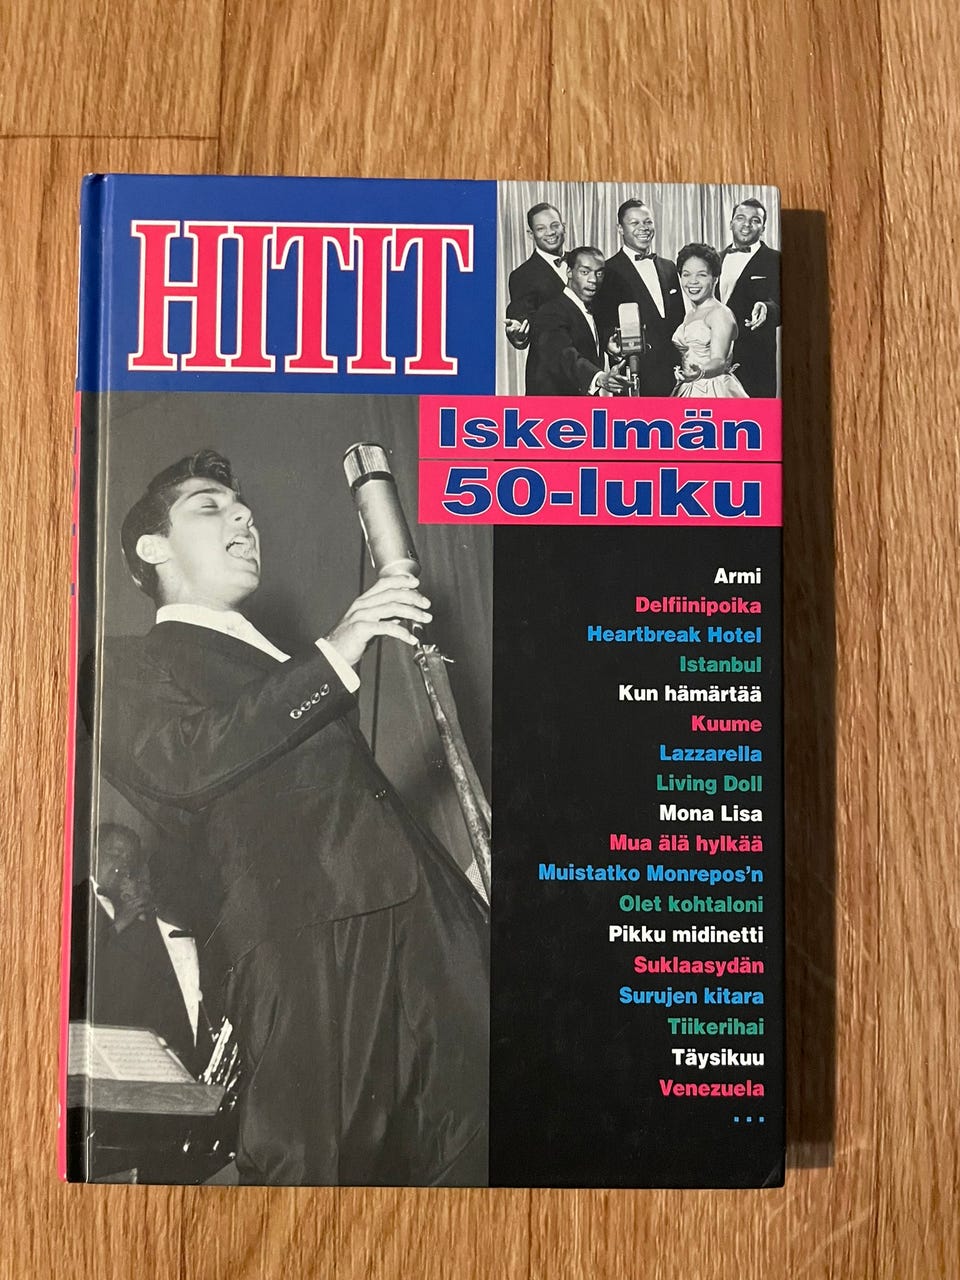 HITIT
Iskelmän
50-luku
Armi
Delfiinipoika
Heartbreak Hotel
Istanbul
Kun hämärtää
Kuume
Lazzarella
Living Doll
Mona Lisa
Mua älä hylkää
Muistatko Monrepos'n
Olet kohtaloni
Pikku midinetti
Suklaasydän
Surujen kitara
Tiikerihai
Täysikuu
Venezuela
...